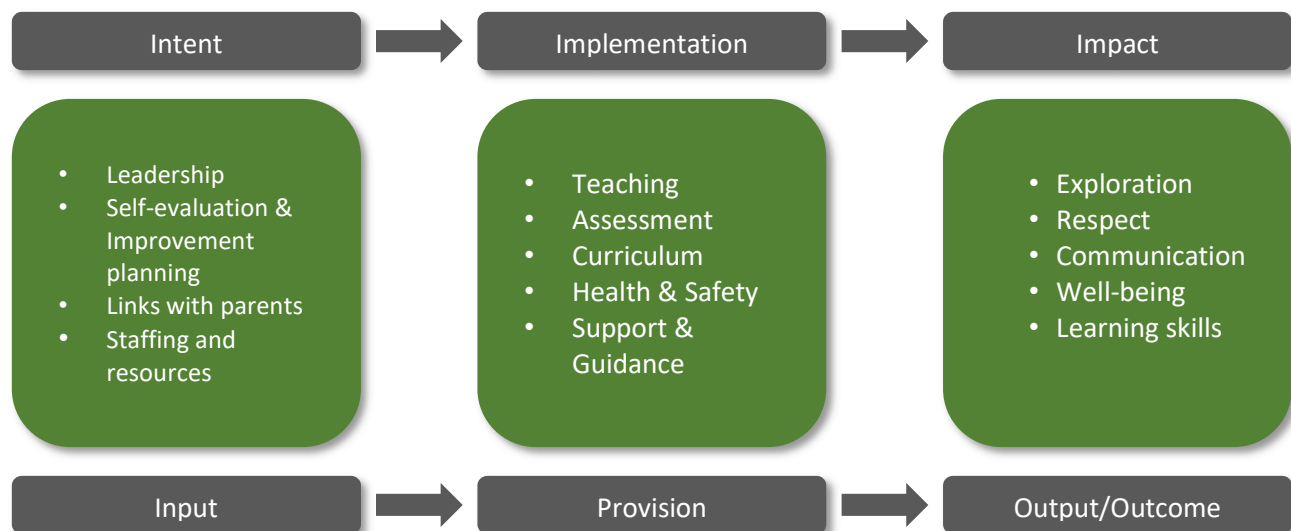 Intent
Implementation
Impact
• Leadership
• Self-evaluation &
Improvement
planning
• Links with parents
• Staffing and
resources
• Teaching
• Assessment
• Curriculum
• Health & Safety
• Support &
Guidance
• Exploration
• Respect
• Communication
• Well-being
• Learning skills
Input
Provision
Output/Outcome